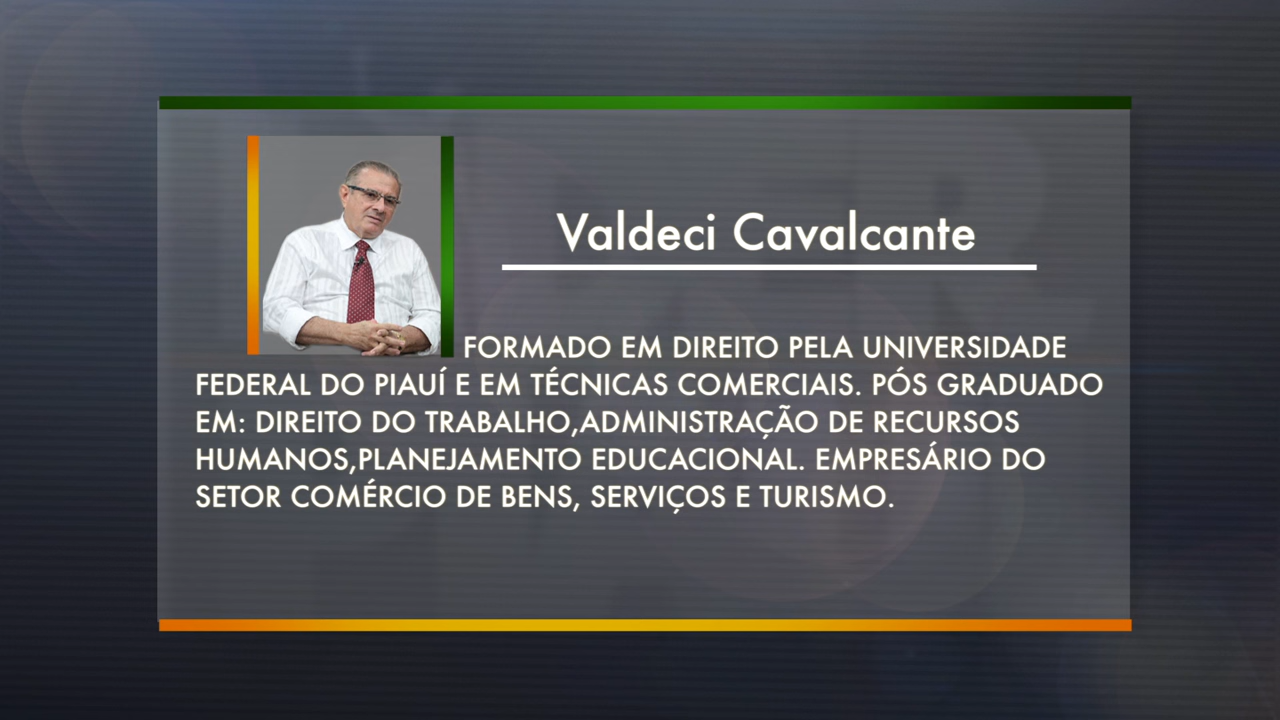 Valdeci Cavalcante
FORMADO EM DIREITO PELA UNIVERSIDADE
FEDERAL DO PIAUÍ E EM TÉCNICAS COMERCIAIS. PÓS GRADUADO
EM: DIREITO DO TRABALHO,ADMINISTRAÇÃO DE RECURSOS
HUMANOS,PLANEJAMENTO EDUCACIONAL. EMPRESÁRIO DO
SETOR COMÉRCIO DE BENS, SERVIÇOS E TURISMO.